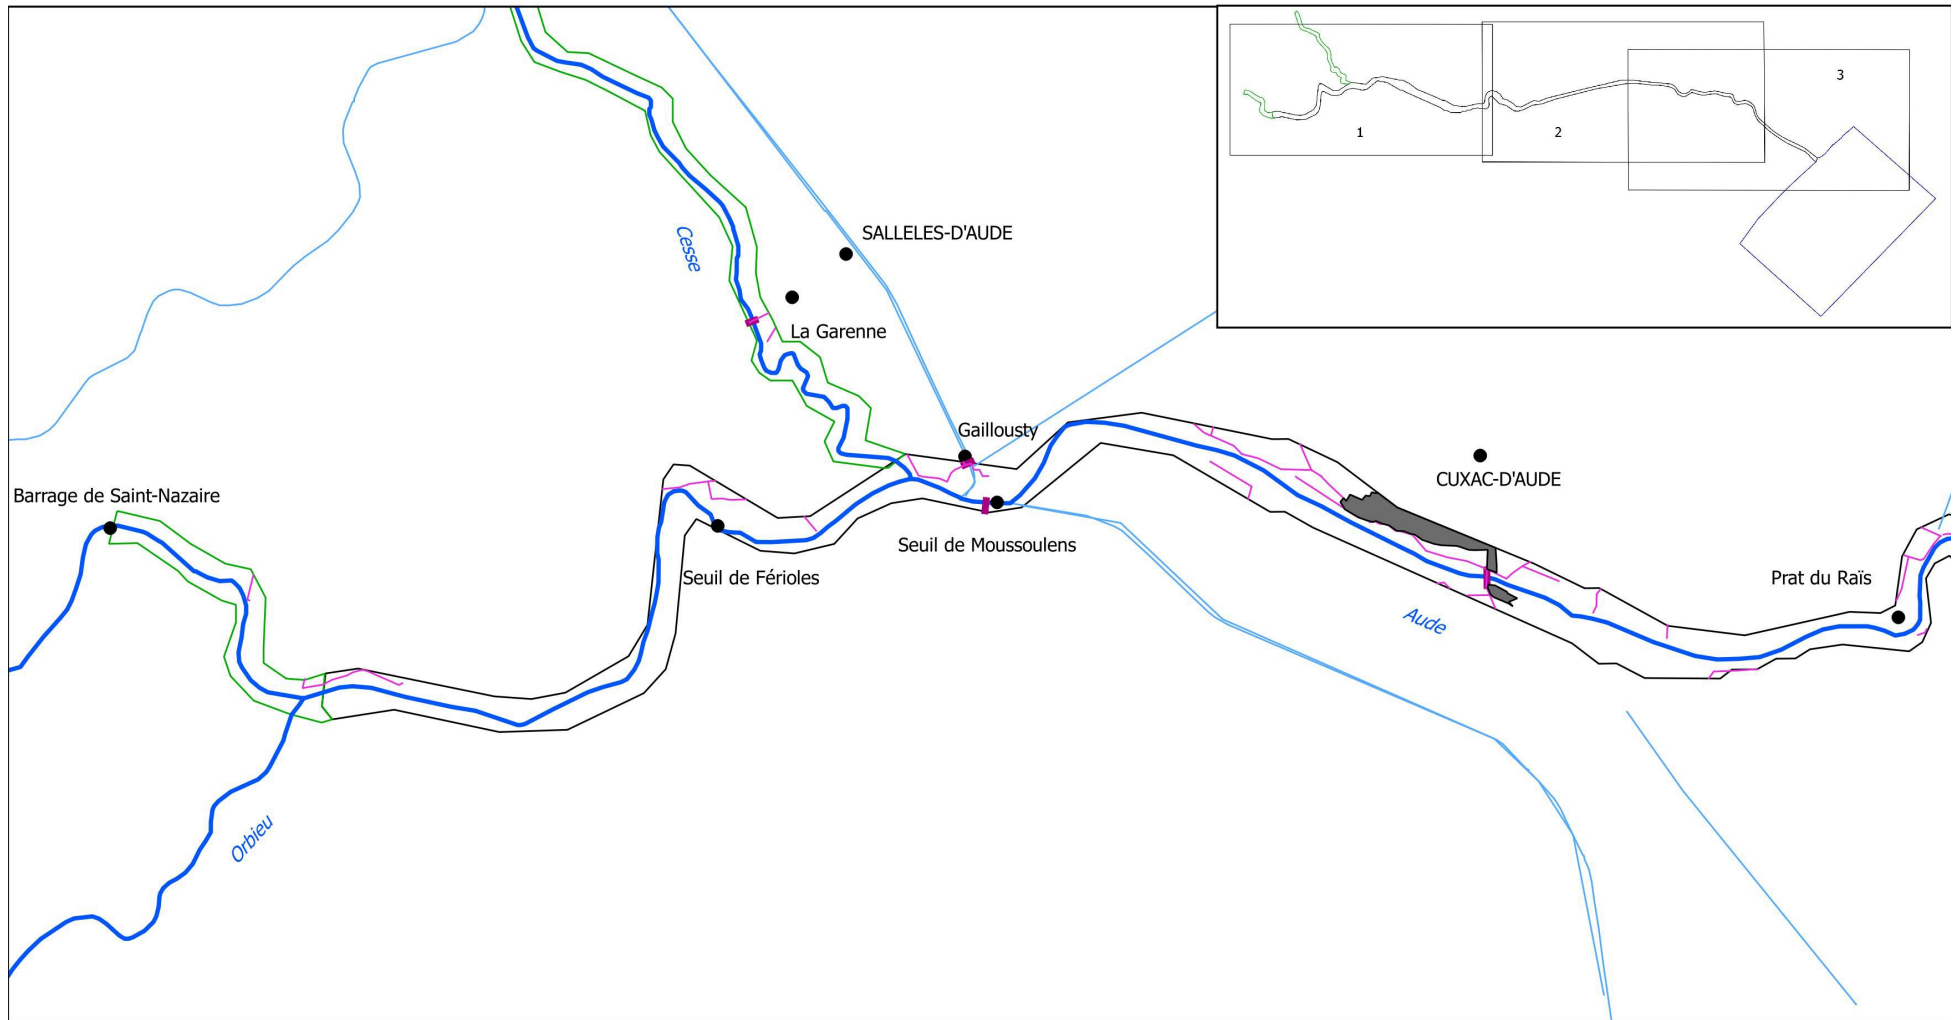 3
1
2
SALLELES-D'AUDE
Cesse
La Garenne
Gaillousty
CUXAC-D'AUDE
Barrage de Saint-Nazaire
Seuil de Moussoulens
Seuil de Férioles
Prat du Raïs
Aude
Orbieu